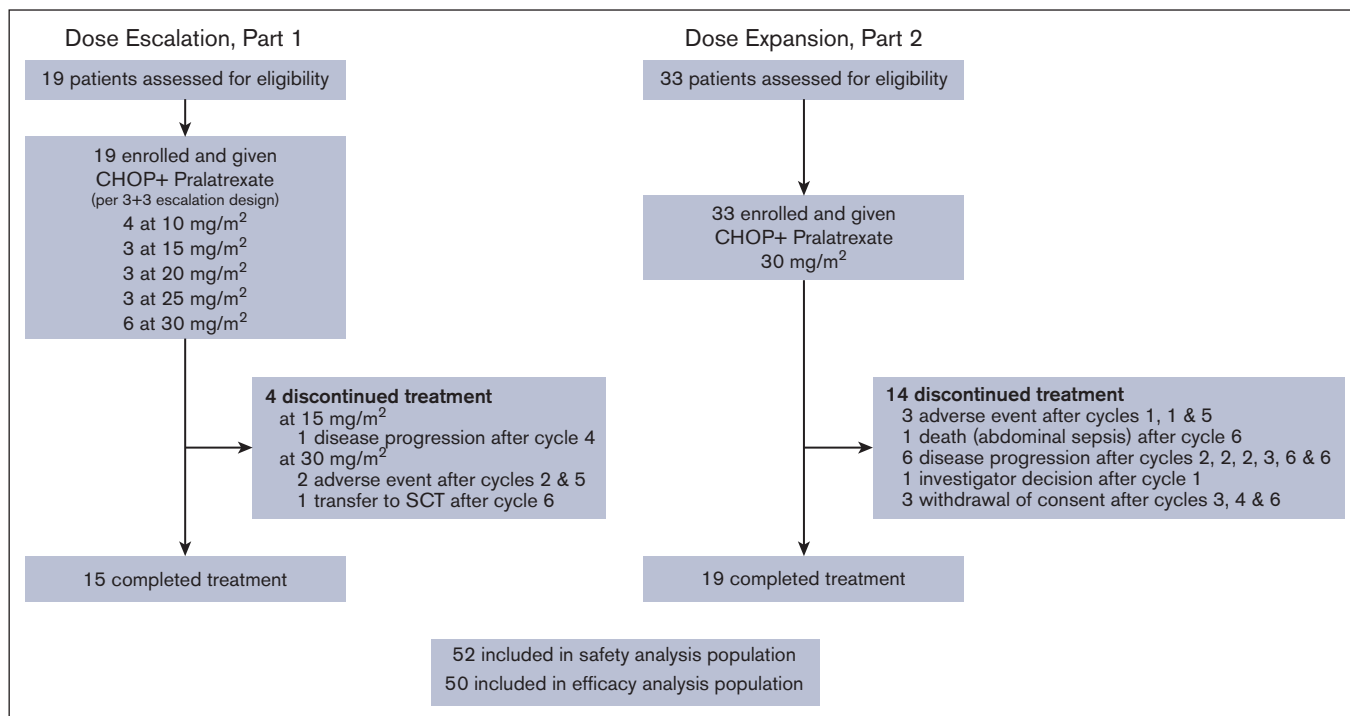 Dose Escalation, Part 1
19 patients assessed for eligibility
19 enrolled and given
CHOP+ Pralatrexate
(per 3+3 escalation design)
4 at 10 mg/m²
3 at 15 mg/m²
3 at 20 mg/m²
3 at 25 mg/m²
6 at 30 mg/m²
4 discontinued treatment
at 15 mg/m²
1 disease progression after cycle 4
at 30 mg/m²
2 adverse event after cycles 2 & 5
1 transfer to SCT after cycle 6
15 completed treatment
Dose Expansion, Part 2
33 patients assessed for eligibility
33 enrolled and given
CHOP+ Pralatrexate
30 mg/m²
14 discontinued treatment
3 adverse event after cycles 1, 1 & 5
1 death (abdominal sepsis) after cycle 6
6 disease progression after cycles 2, 2, 2, 3, 6 & 6
1 investigator decision after cycle 1
3 withdrawal of consent after cycles 3, 4 & 6
19 completed treatment
52 included in safety analysis population
50 included in efficacy analysis population